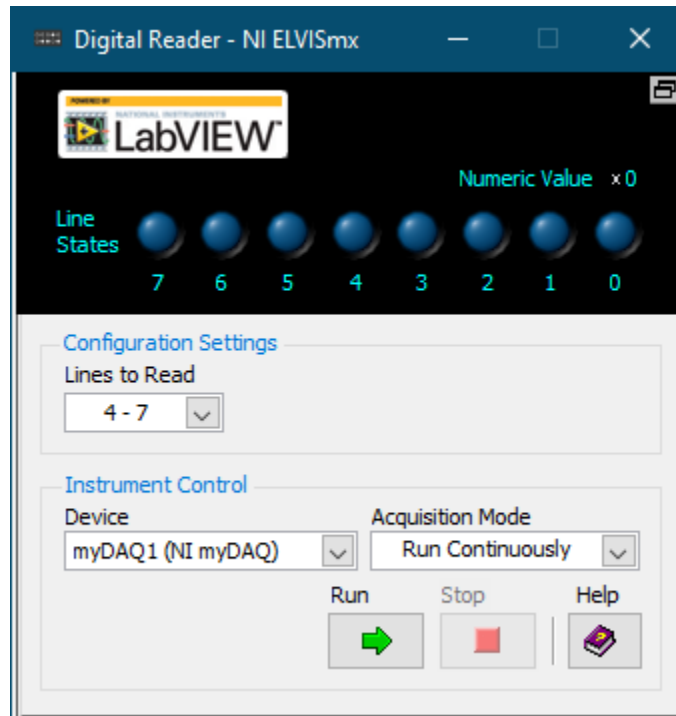 Digital Reader - NI ELVISmx
POWERED BY
NATIONAL INSTRUMENTS
LabVIEW™
Numeric Value x 0
Line
States
7 6 5 4 3 2 1 0
Configuration Settings
Lines to Read
4 - 7
Instrument Control
Device Acquisition Mode
myDAQ1 (NI myDAQ) Run Continuously
Run Stop Help